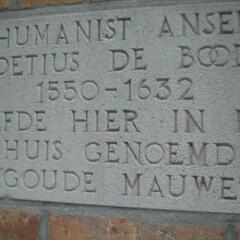 HUMANIST ANSE
DETIUS DE BOO
1550-1632
FDE HIER IN
HUIS GENOEMD
GOUDE MAUWE